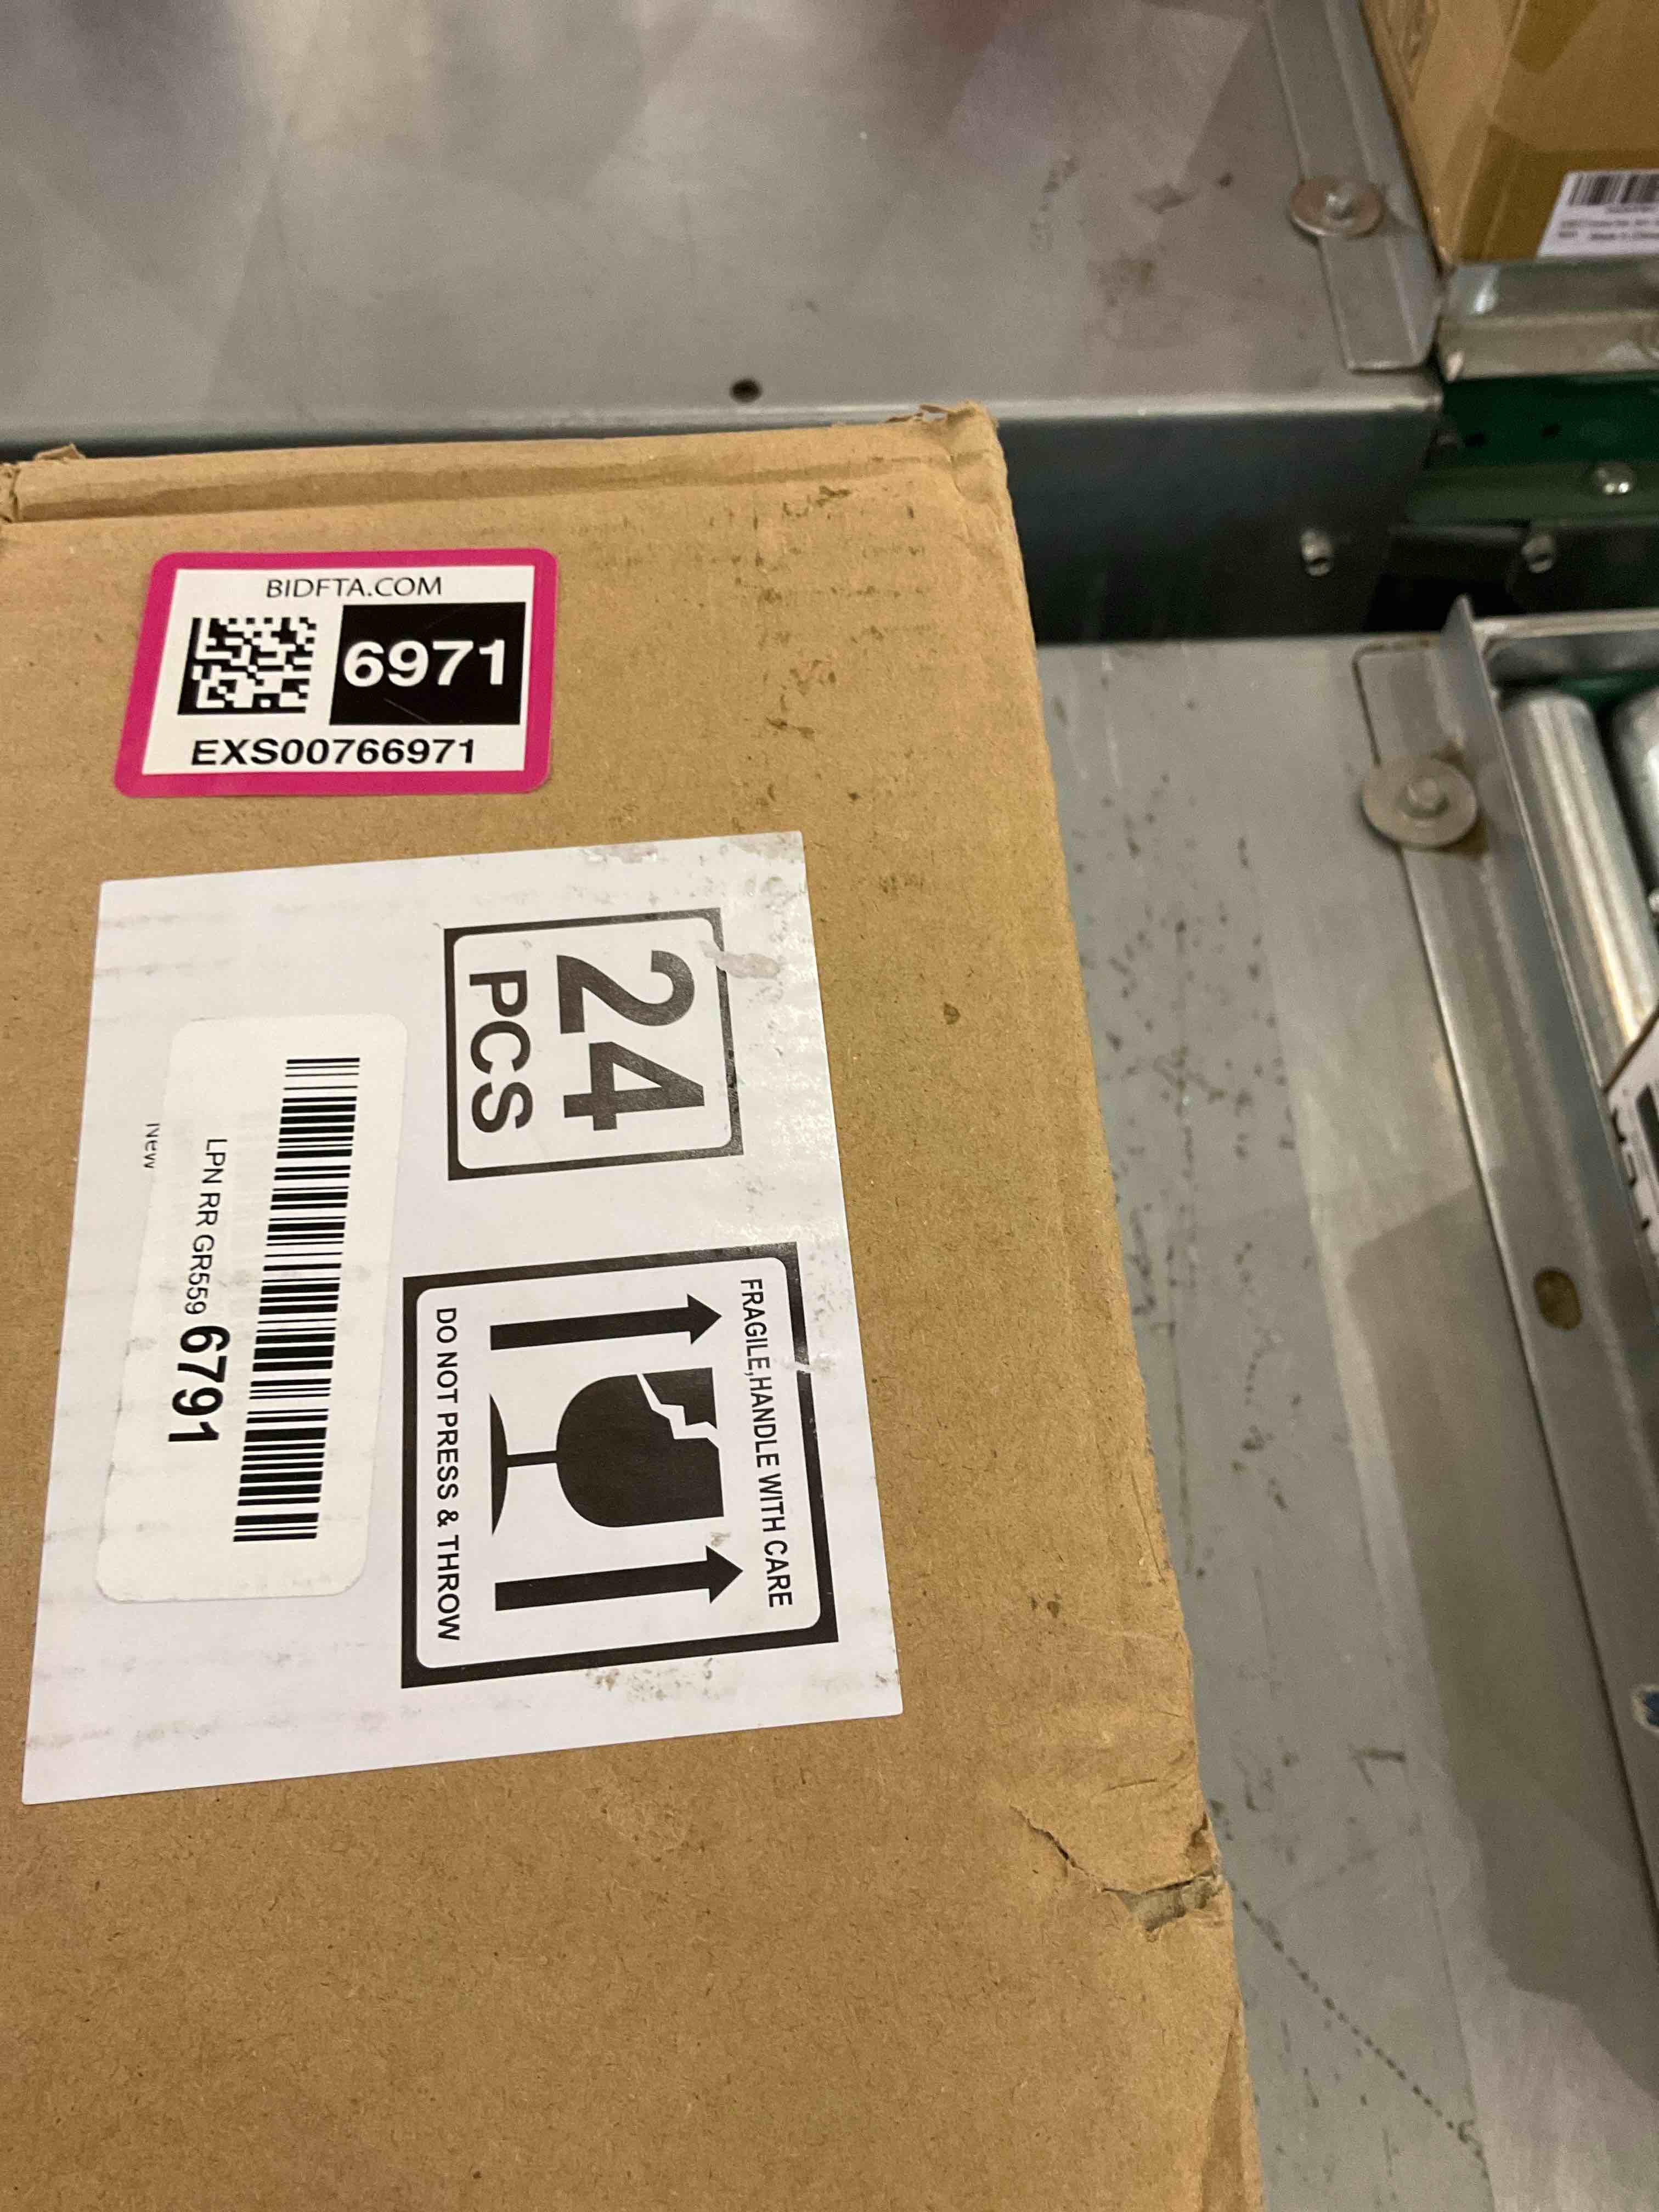 BIDFTA.COM
6971
EXS00766971
24
PCS
FRAGILE,HANDLE WITH CARE
DO NOT PRESS & THROW
LPN RR GR559 6791
New